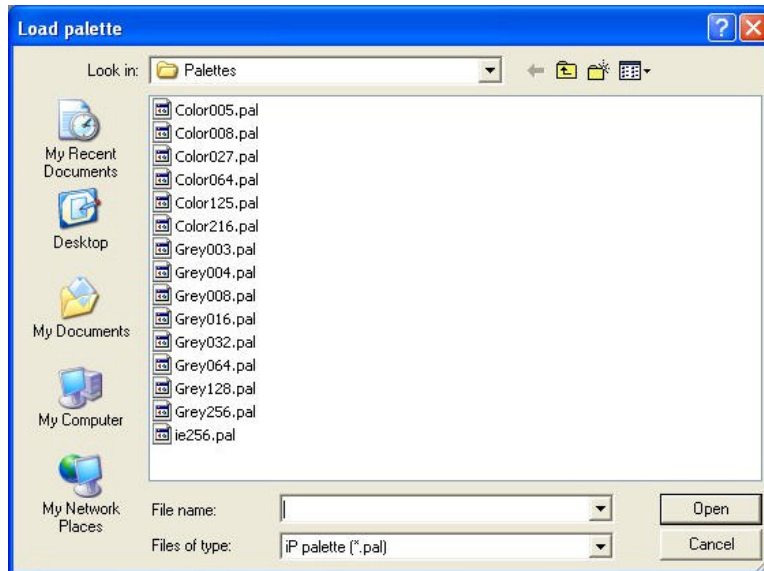 Load palette
Look in:
Palettes
My Recent
Documents
Desktop
My Documents
My Computer
My Network
Places
Color005.pal
Color008.pal
Color027.pal
Color064.pal
Color125.pal
Color216.pal
Grey003.pal
Grey004.pal
Grey008.pal
Grey016.pal
Grey032.pal
Grey064.pal
Grey128.pal
Grey256.pal
ie256.pal
File name:
Open
Files of type:
iP palette (*.pal)
Cancel